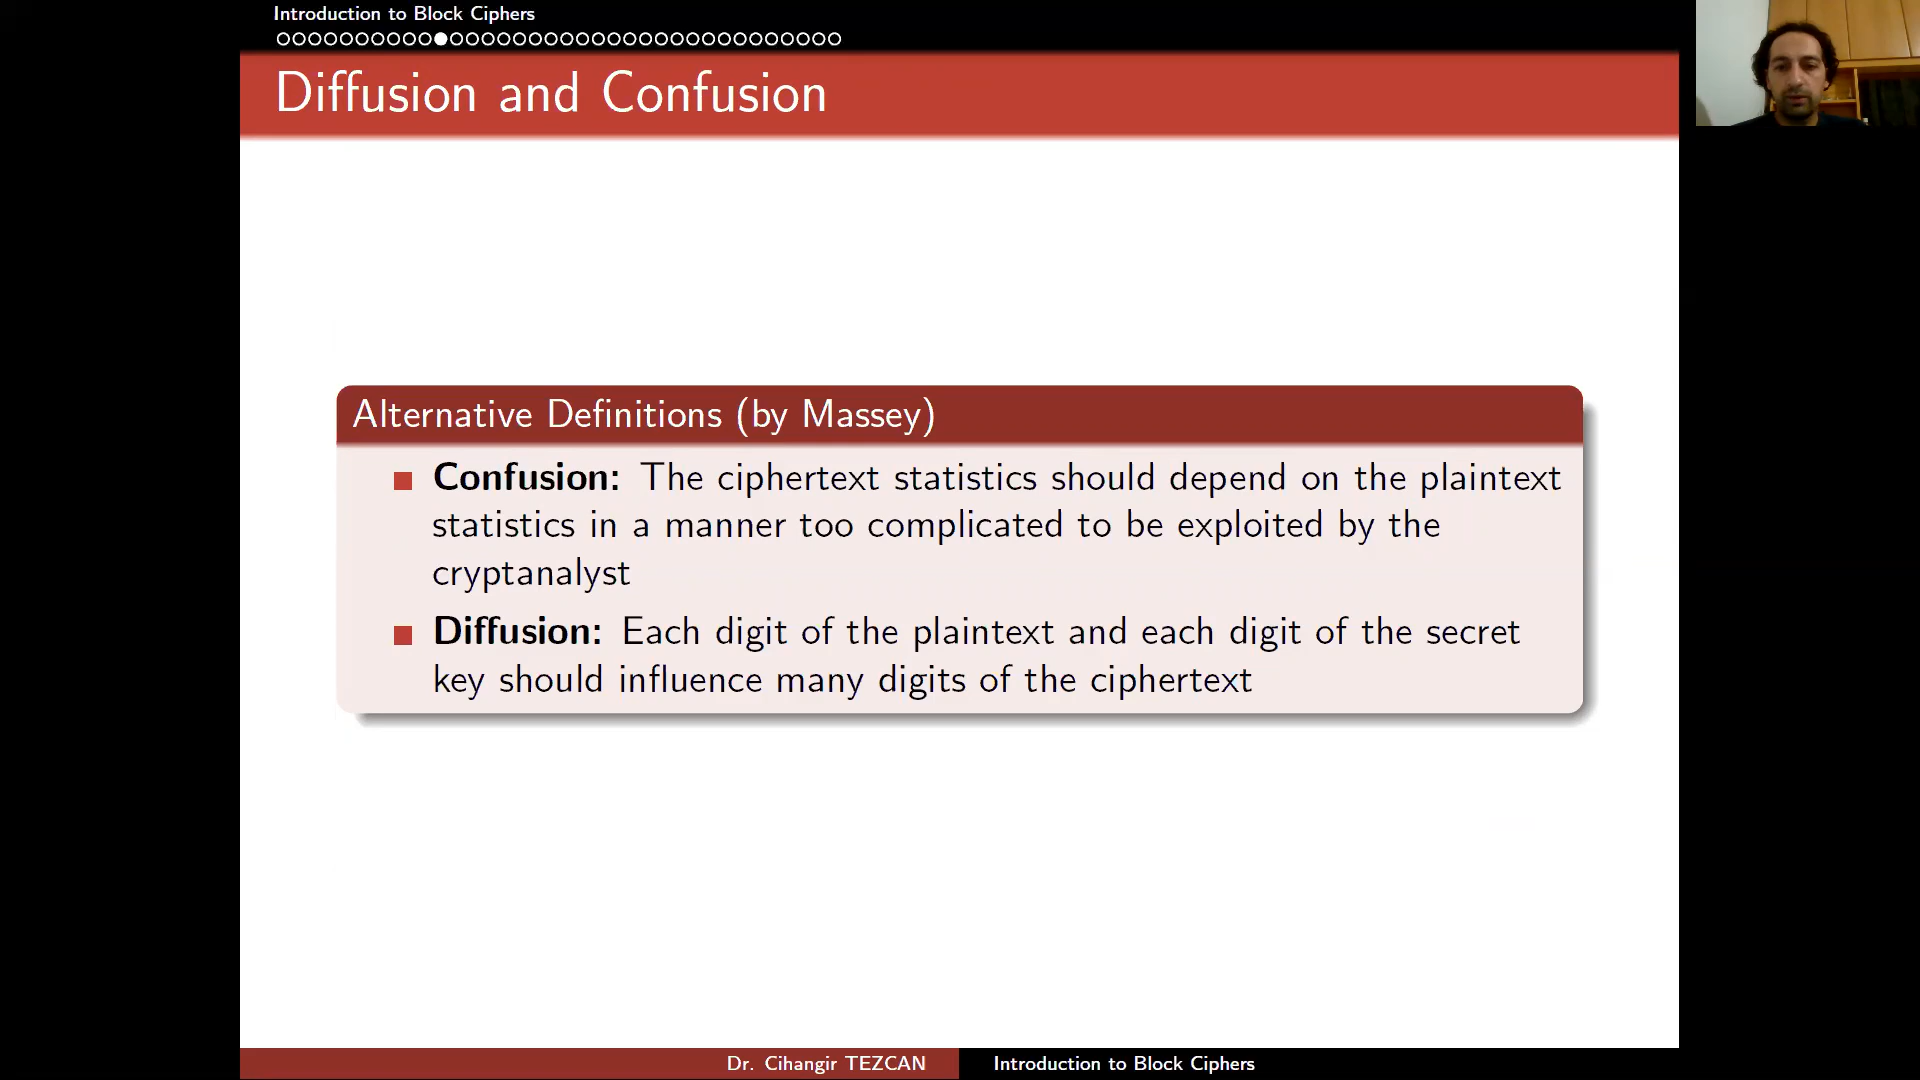 Introduction to Block Ciphers
Diffusion and Confusion
Alternative Definitions (by Massey)
Confusion: The ciphertext statistics should depend on the plaintext
statistics in a manner too complicated to be exploited by the
cryptanalyst
Diffusion: Each digit of the plaintext and each digit of the secret
key should influence many digits of the ciphertext
Dr. Cihangir TEZCAN
Introduction to Block Ciphers